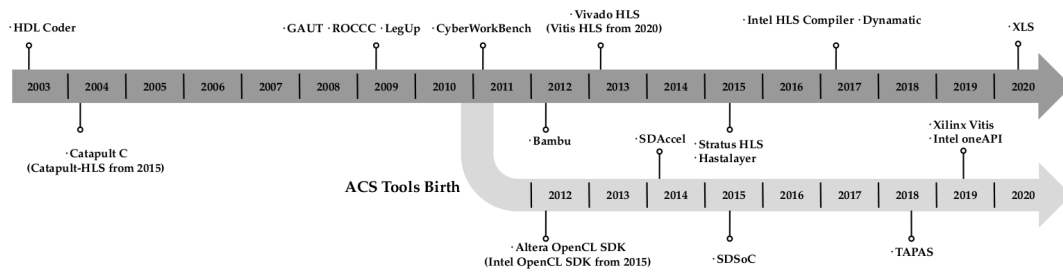 ·HDL Coder
·GAUT ·ROCCC ·LegUp
·CyberWorkBench
·Vivado HLS
(Vitis HLS from 2020)
·Intel HLS Compiler ·Dynamatic
·XLS
2003 2004 2005 2006 2007 2008 2009 2010 2011 2012 2013 2014 2015 2016 2017 2018 2019 2020
·Catapult C
(Catapult-HLS from 2015)
·Bambu
·SDAccel
·Stratus HLS
·Hastalayer
·Xilinx Vitis
·Intel oneAPI
ACS Tools Birth
2012 2013 2014 2015 2016 2017 2018 2019 2020
·Altera OpenCL SDK
(Intel OpenCL SDK from 2015)
·SDSoC
·TAPAS